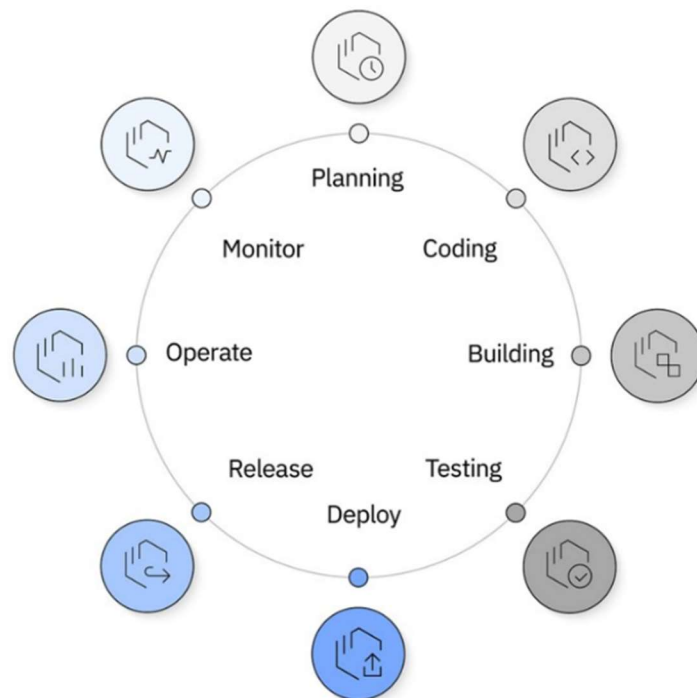 Planning
Coding
Building
Testing
Deploy
Release
Operate
Monitor